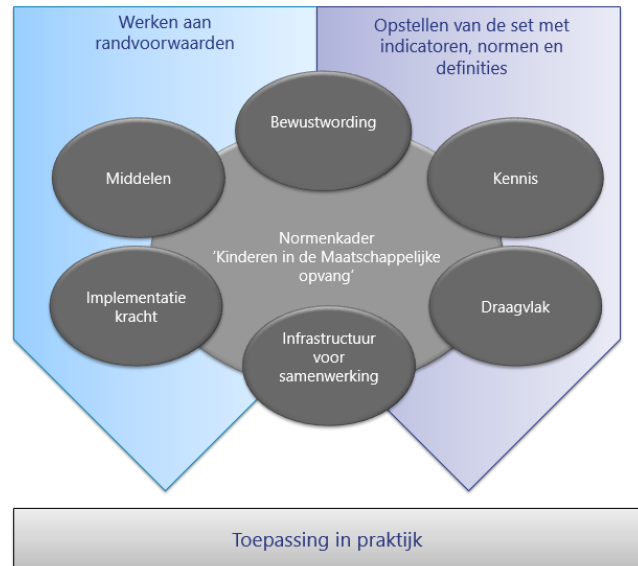 Werken aan
randvoorwaarden
Opstellen van de set met
indicatoren, normen en
definities
Bewustwording
Middelen
Kennis
Normenkader
'Kinderen in de Maatschappelijke
opvang'
Implementatie
kracht
Draagvlak
Infrastructuur
voor
samenwerking
Toepassing in praktijk